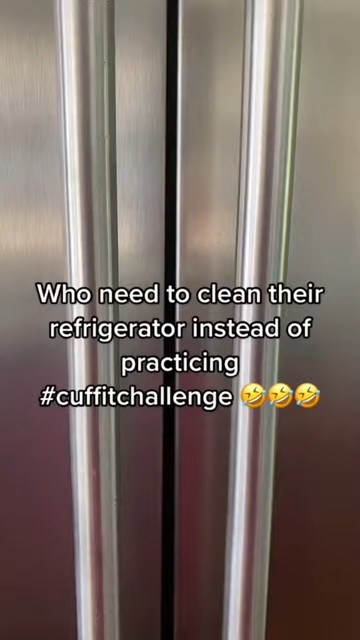 Who need to clean their
refrigerator instead of
practicing
#cuffitchallenge 🤣🤣🤣